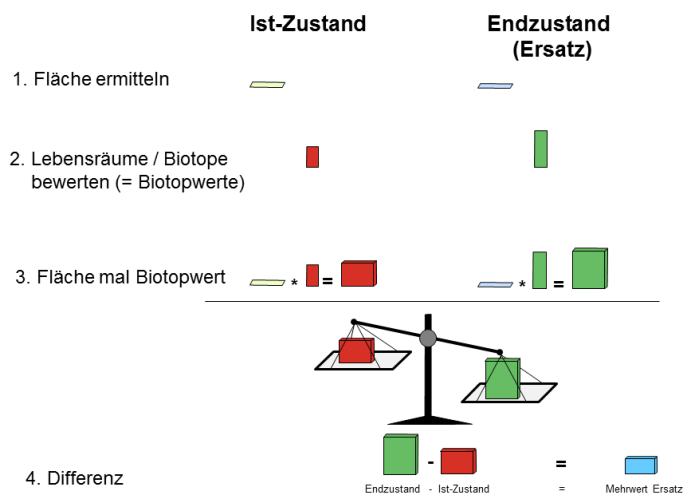 Ist-Zustand
Endzustand
(Ersatz)
1. Fläche ermitteln
2. Lebensräume / Biotope
bewerten (= Biotopwerte)
3. Fläche mal Biotopwert
* =
* =
4. Differenz
- =
Endzustand - Ist-Zustand = Mehrwert Ersatz